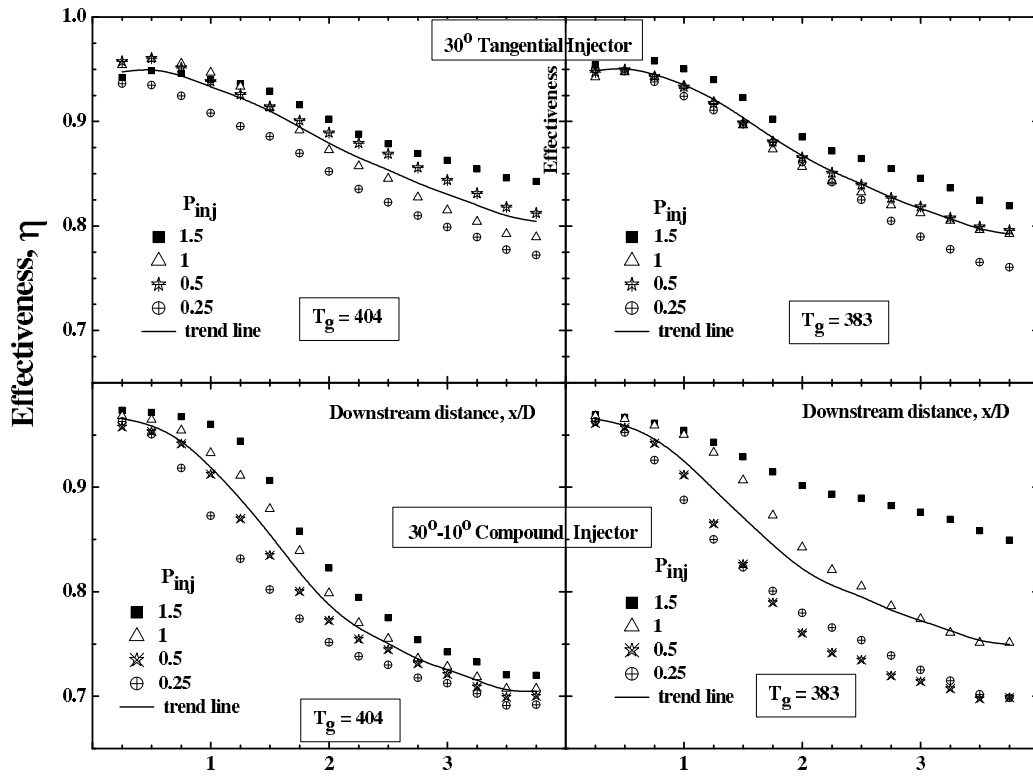 30° Tangential Injector
1.0
0.9
0.8
0.7
Effectiveness, η
Effectiveness
P_inj
1.5
1
0.5
0.25
trend line
T_g = 404
P_inj
1.5
1
0.5
0.25
trend line
T_g = 383
Downstream distance, x/D
Downstream distance, x/D
30°-10° Compound Injector
0.9
0.8
0.7
P_inj
1.5
1
0.5
0.25
trend line
T_g = 404
P_inj
1.5
1
0.5
0.25
trend line
T_g = 383
1 2 3 1 2 3